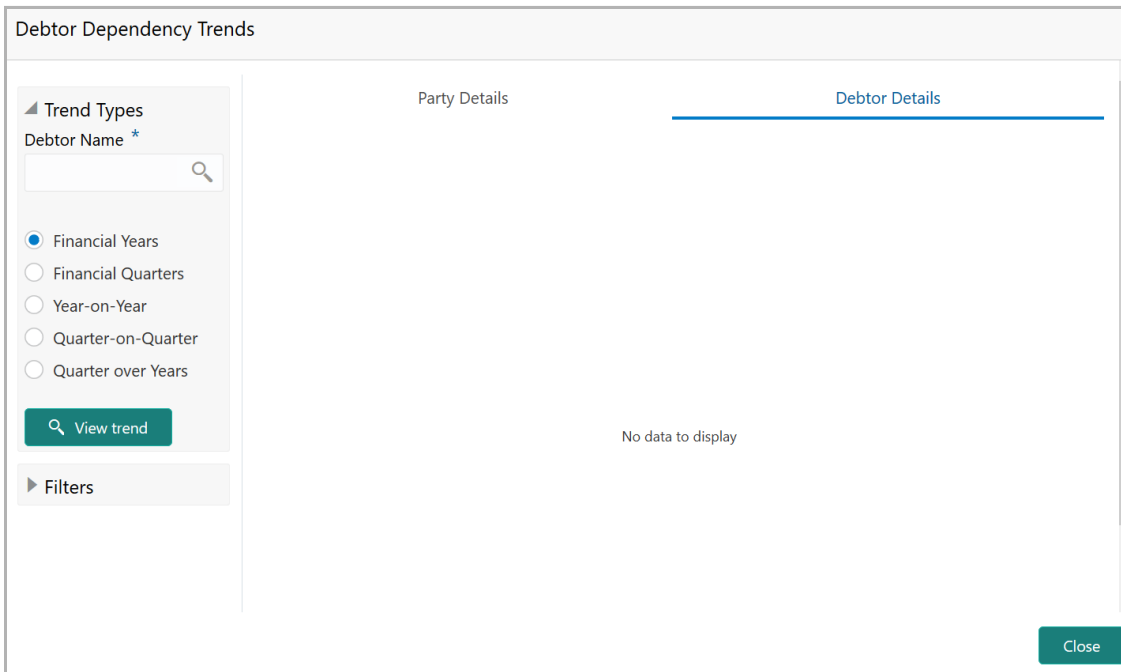 Debtor Dependency Trends
Trend Types
Debtor Name *
Financial Years
Financial Quarters
Year-on-Year
Quarter-on-Quarter
Quarter over Years
View trend
Filters
Party Details
Debtor Details
No data to display
Close